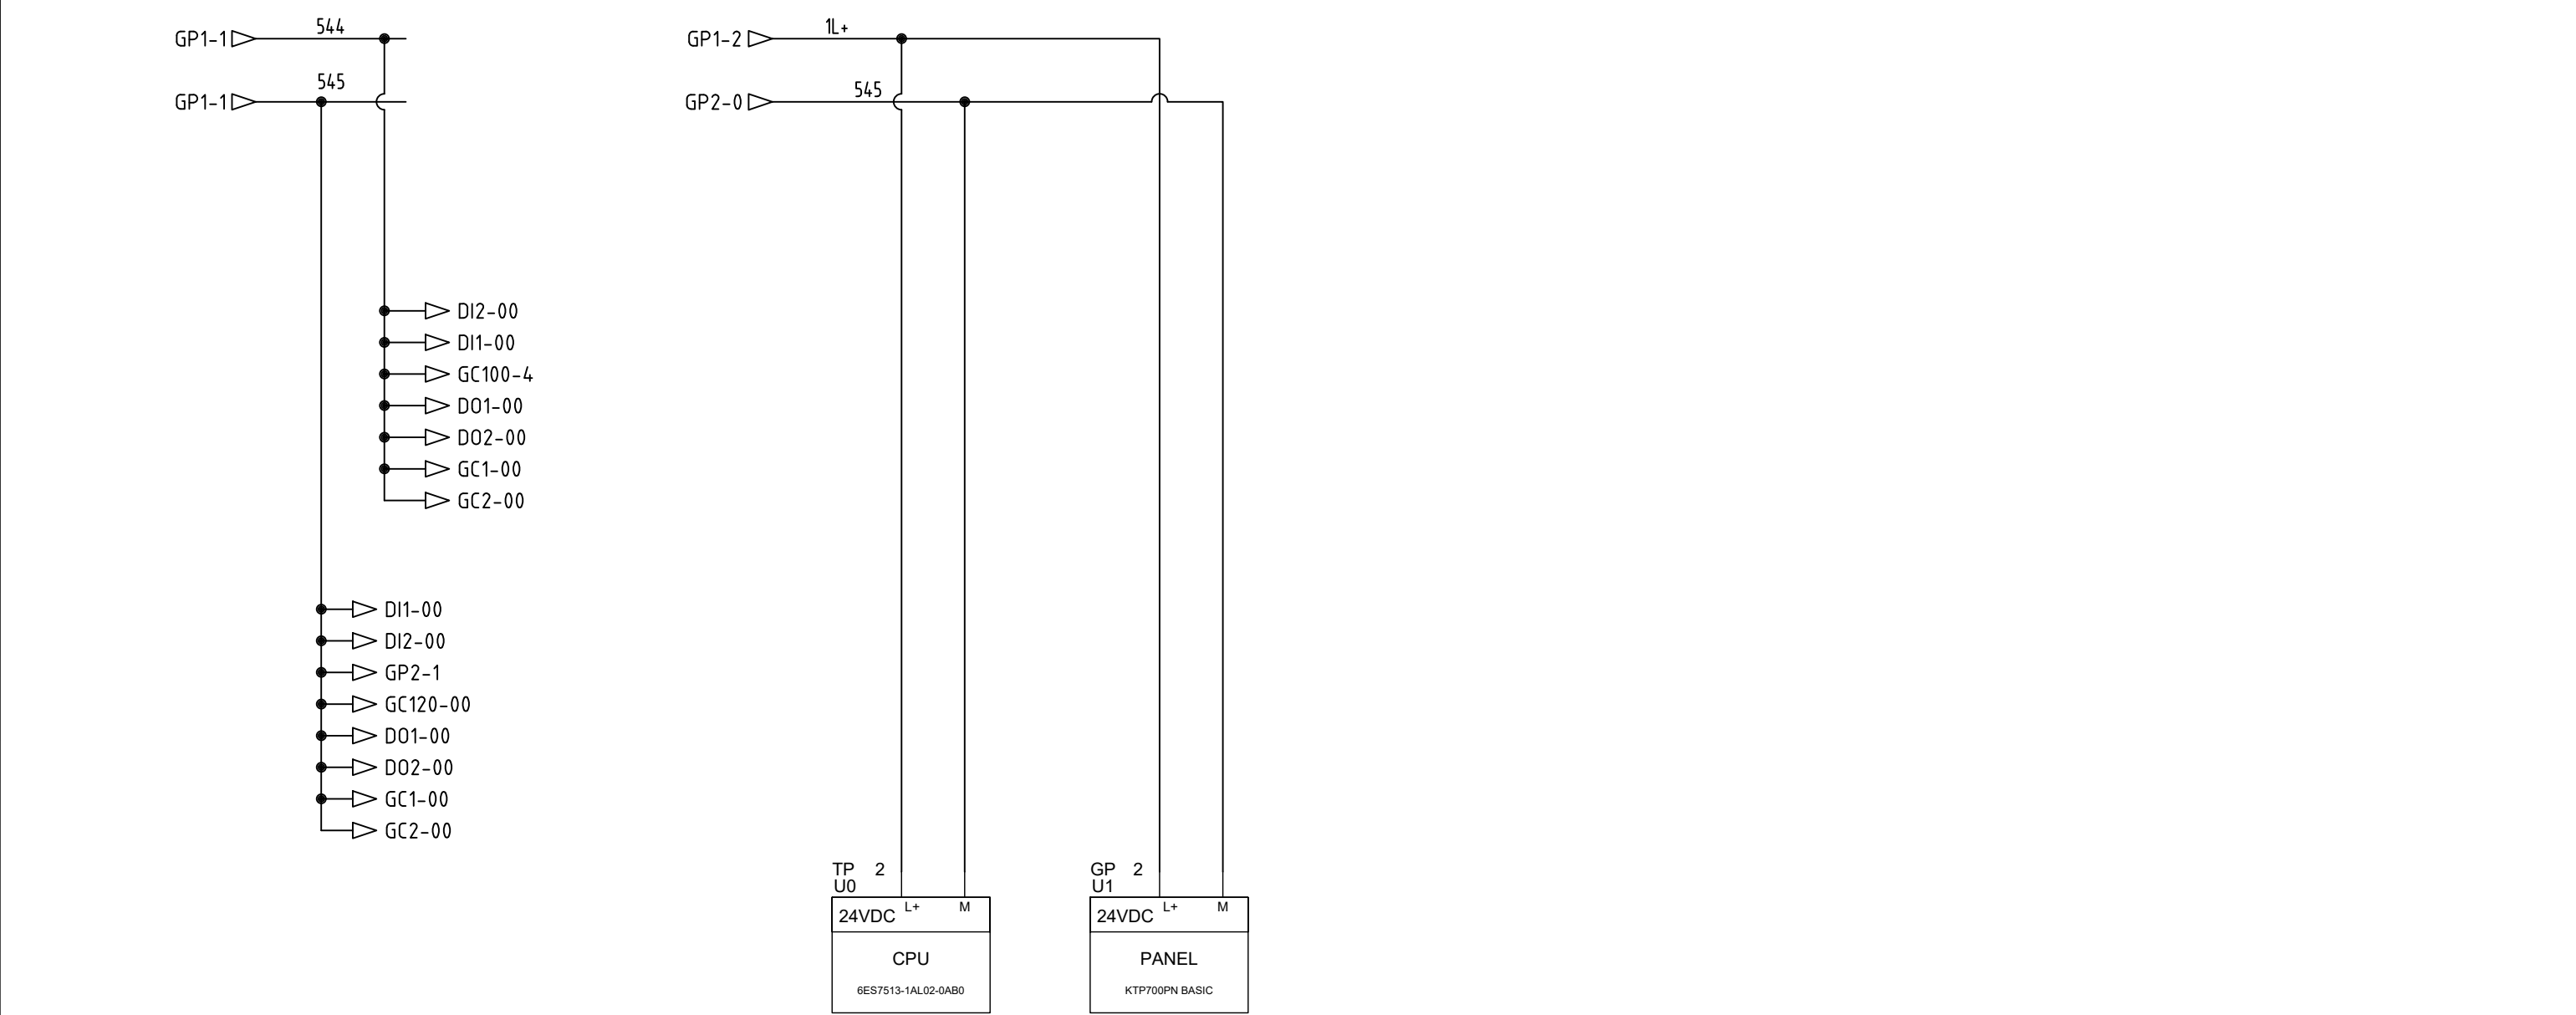 GP1-1
544
GP1-2
1L+
GP1-1
545
GP2-0
545
DI2-00
DI1-00
GC100-4
DO1-00
DO2-00
GC1-00
GC2-00
DI1-00
DI2-00
GP2-1
GC120-00
DO1-00
DO2-00
GC1-00
GC2-00
TP 2
U0
24VDC L+ M
CPU
6ES7513-1AL02-0AB0
GP 2
U1
24VDC L+ M
PANEL
KTP700PN BASIC